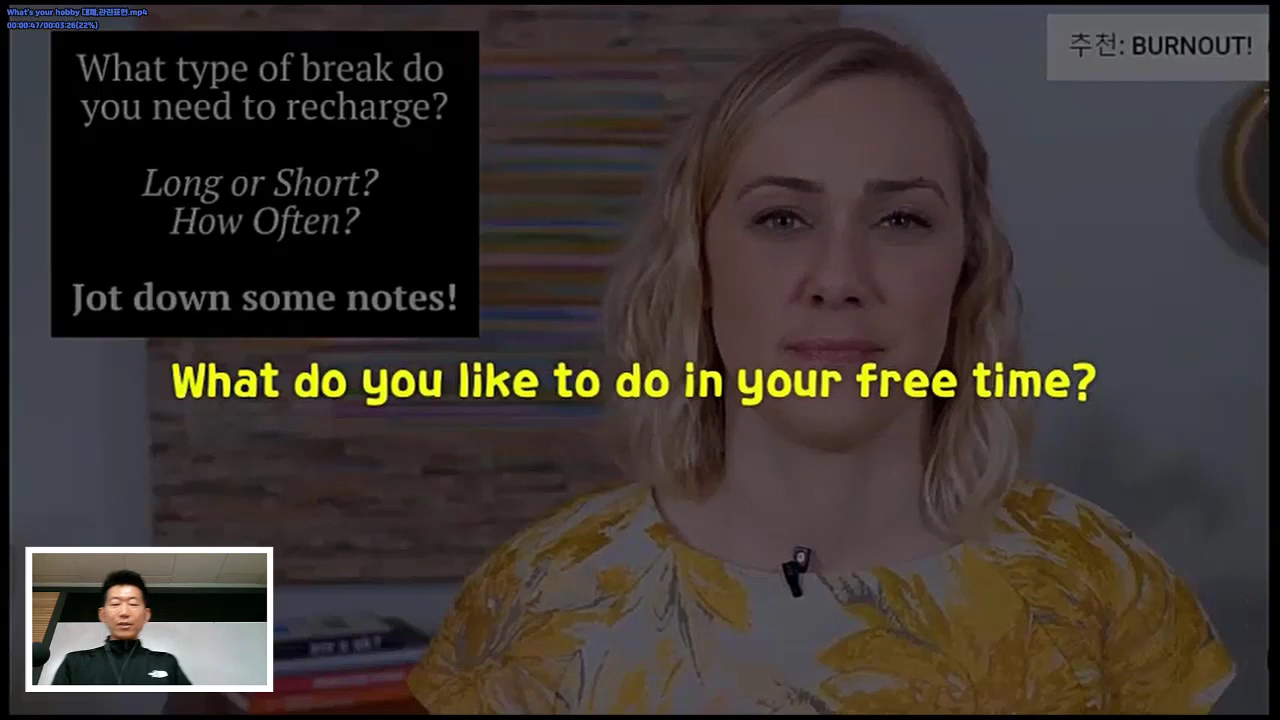 What's your hobby 대체,관련표현.mp4
00:00:47/00:03:26(22%)
추천: BURNOUT!
What type of break do
you need to recharge?
Long or Short?
How Often?
Jot down some notes!
What do you like to do in your free time?